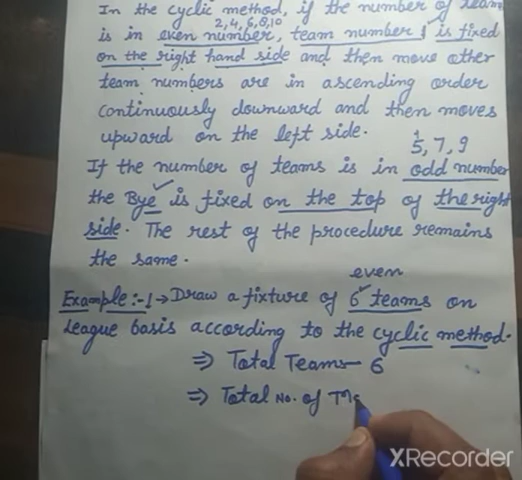 In the cyclic method, if the number of team
2,4,6,8,10
is in even number, team number 1 is fixed
on the right hand side and then move other
team numbers are in ascending order
continuously downward and then moves
upward on the left side.
5, 7, 9
If the number of teams is in odd number
the Bye is fixed on the top of the right
side. The rest of the procedure remains
the same.
even
Example:-1→Draw a fixture of 6 teams on
league basis according to the cyclic method.
⇒ Total Teams— 6
⇒ Total No. of
XRecorder